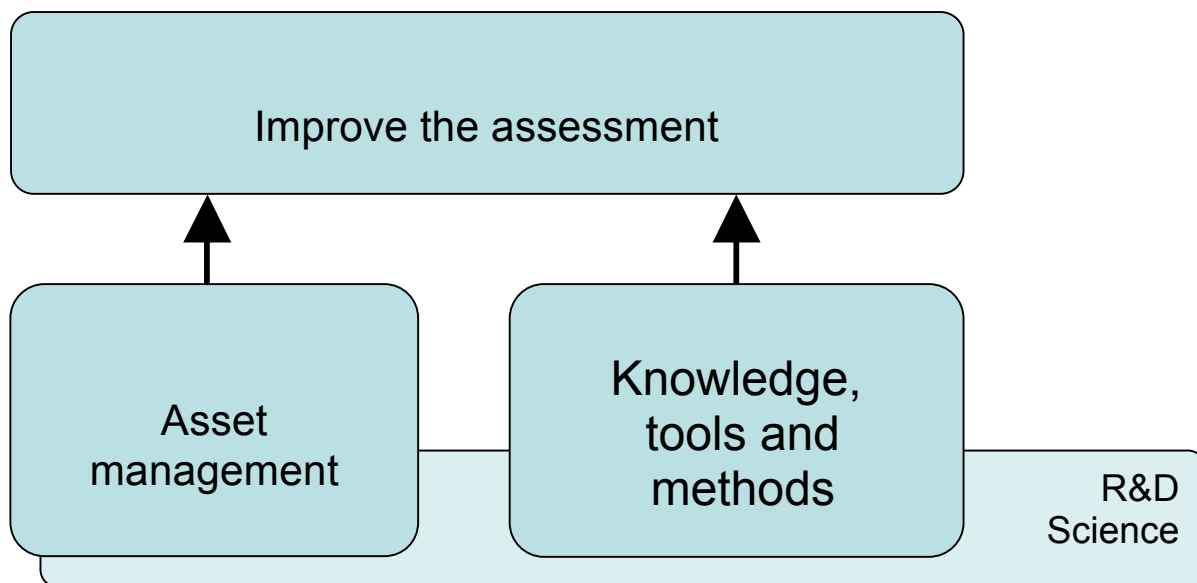 Improve the assessment
Asset
management
Knowledge,
tools and
methods
R&D
Science